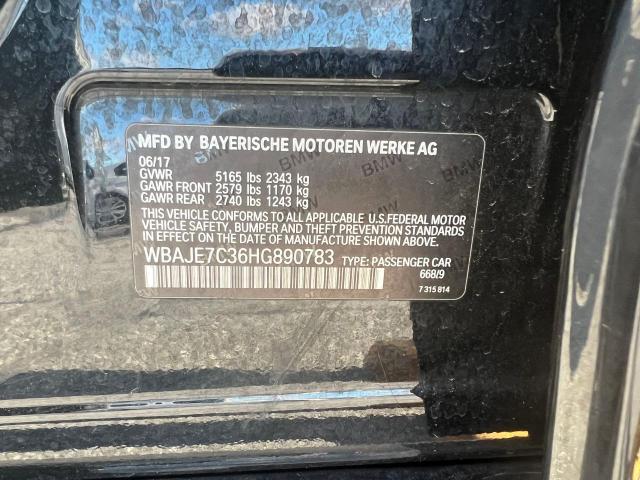 MFD BY BAYERISCHE MOTOREN WERKE AG
06/17
GVWR 5165 lbs 2343 kg
GAWR FRONT 2579 lbs 1170 kg
GAWR REAR 2740 lbs 1243 kg
THIS VEHICLE CONFORMS TO ALL APPLICABLE U.S.FEDERAL MOTOR
VEHICLE SAFETY, BUMPER AND THEFT PREVENTION STANDARDS
IN EFFECT ON THE DATE OF MANUFACTURE SHOWN ABOVE.
WBAJE7C36HG890783 TYPE: PASSENGER CAR
668/9
7 315 814